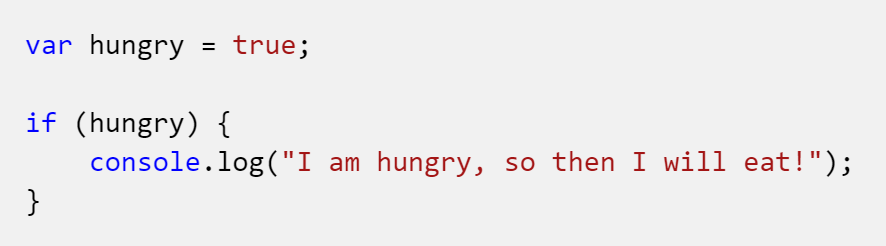 var hungry = true;
if (hungry) {
    console.log("I am hungry, so then I will eat!");
}